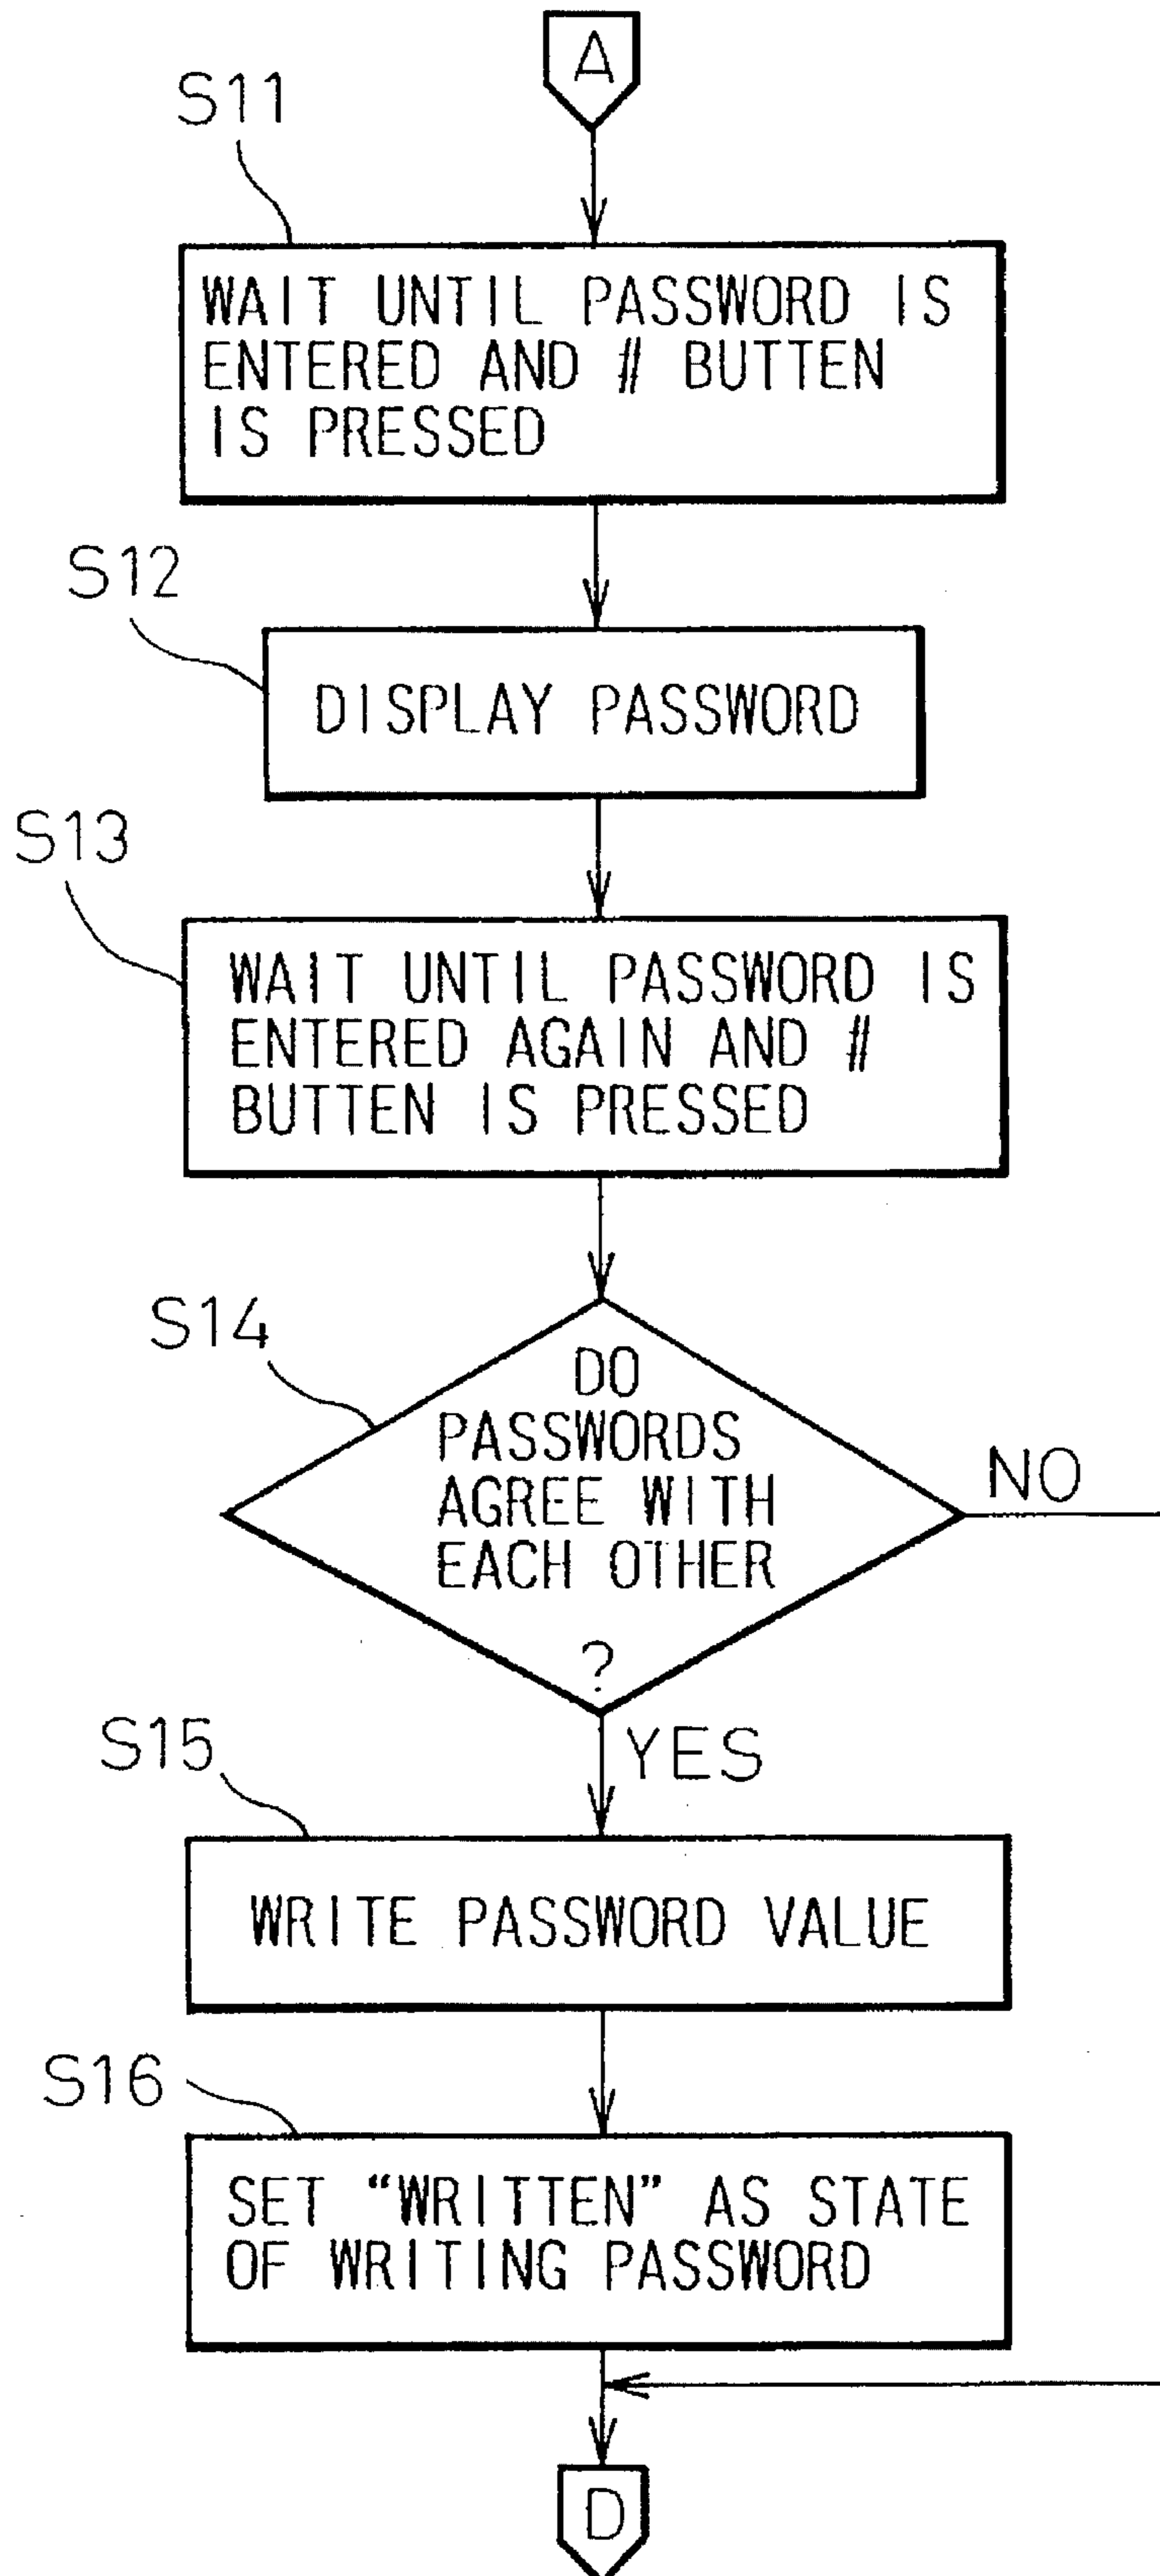 A
S11
WAIT UNTIL PASSWORD IS
ENTERED AND # BUTTEN
IS PRESSED
S12
DISPLAY PASSWORD
S13
WAIT UNTIL PASSWORD IS
ENTERED AGAIN AND #
BUTTEN IS PRESSED
S14
DO
PASSWORDS
AGREE WITH
EACH OTHER
?
NO
YES
S15
WRITE PASSWORD VALUE
S16
SET “WRITTEN” AS STATE
OF WRITING PASSWORD
D